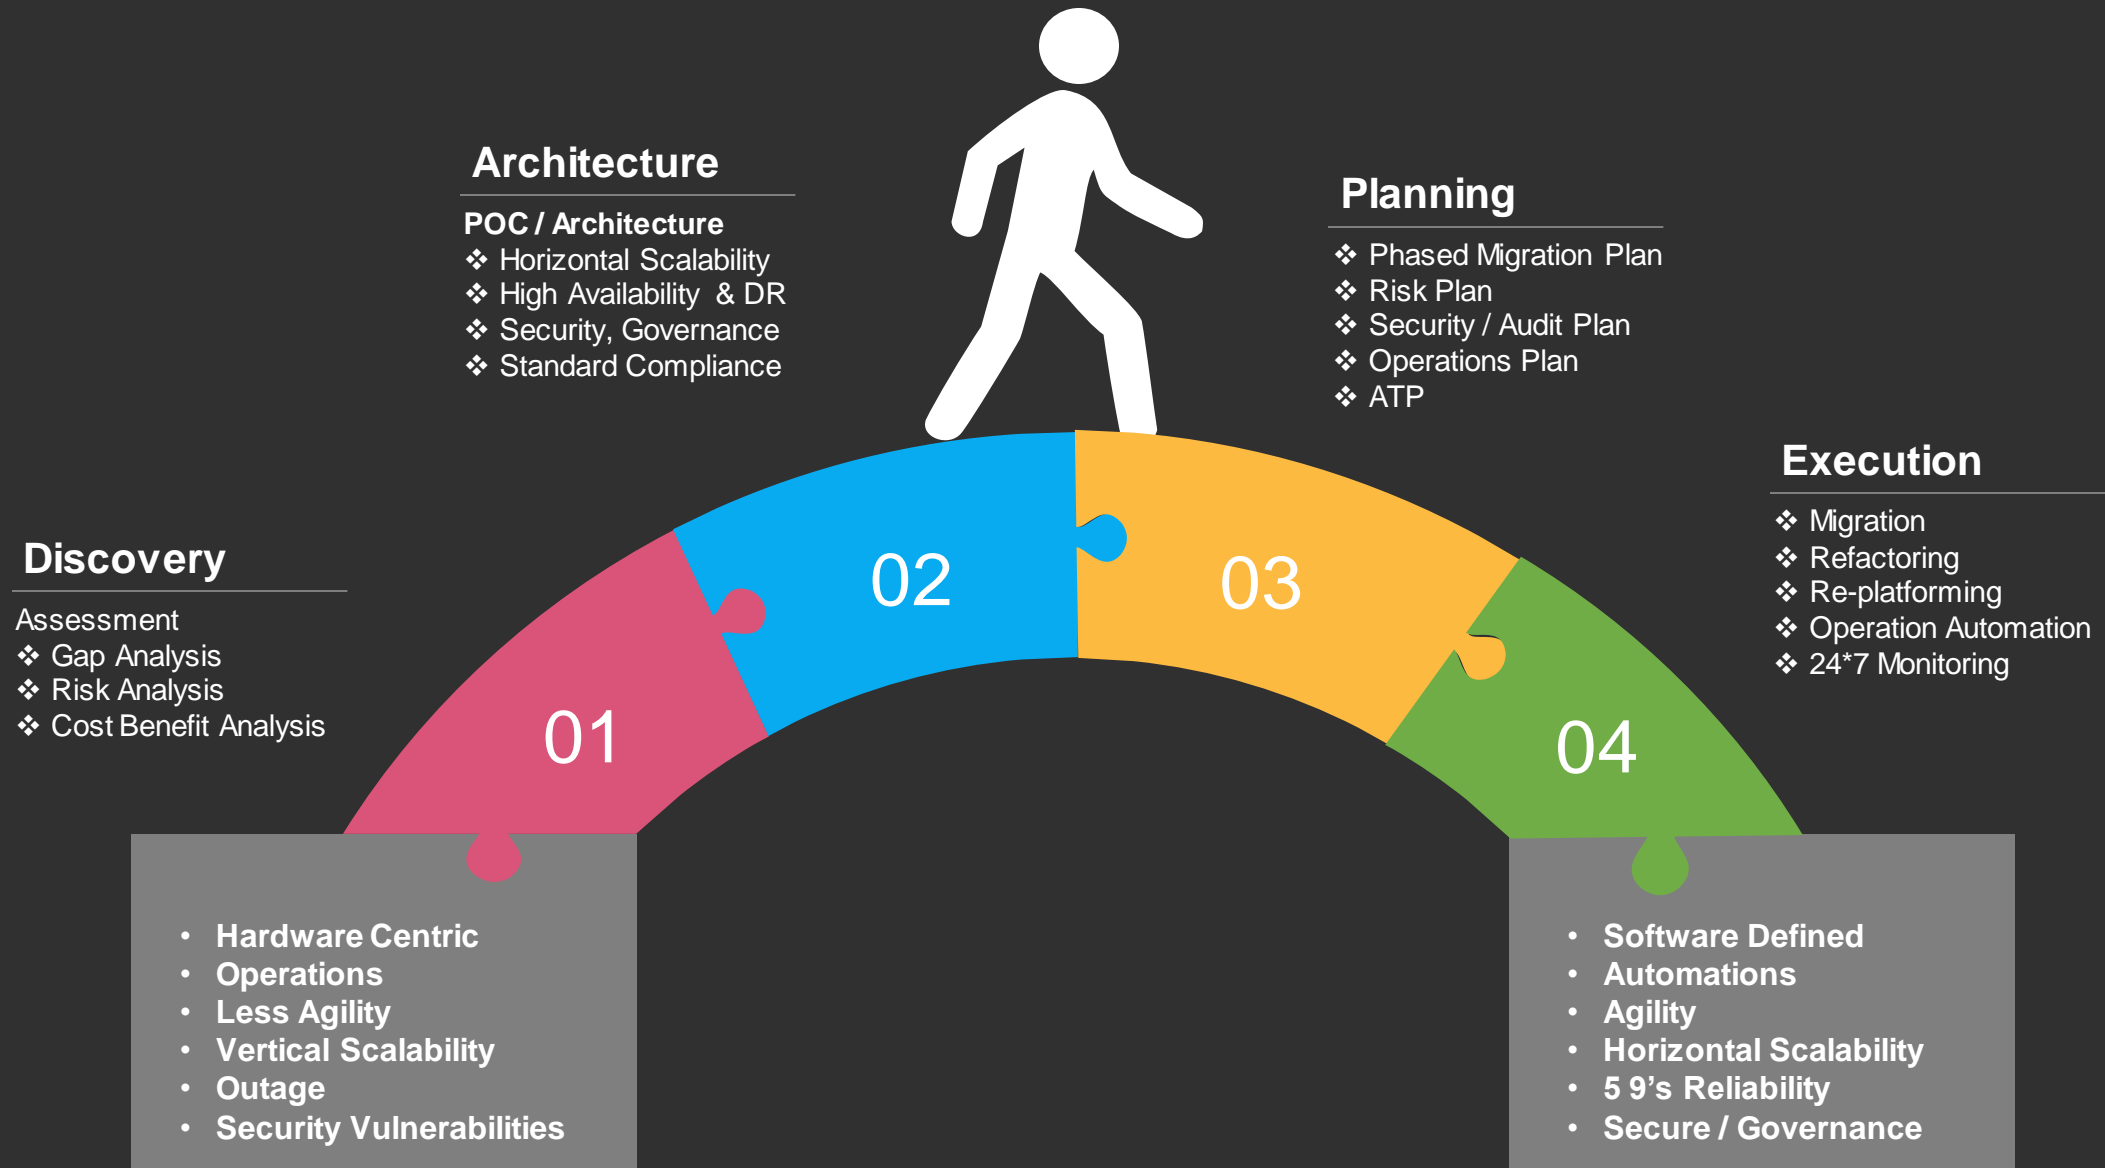 Architecture
POC / Architecture
❖ Horizontal Scalability
❖ High Availability & DR
❖ Security, Governance
❖ Standard Compliance
Planning
❖ Phased Migration Plan
❖ Risk Plan
❖ Security / Audit Plan
❖ Operations Plan
❖ ATP
Discovery
Assessment
❖ Gap Analysis
❖ Risk Analysis
❖ Cost Benefit Analysis
Execution
❖ Migration
❖ Refactoring
❖ Re-platforming
❖ Operation Automation
❖ 24*7 Monitoring
01
02
03
04
• Hardware Centric
• Operations
• Less Agility
• Vertical Scalability
• Outage
• Security Vulnerabilities
• Software Defined
• Automations
• Agility
• Horizontal Scalability
• 5 9’s Reliability
• Secure / Governance